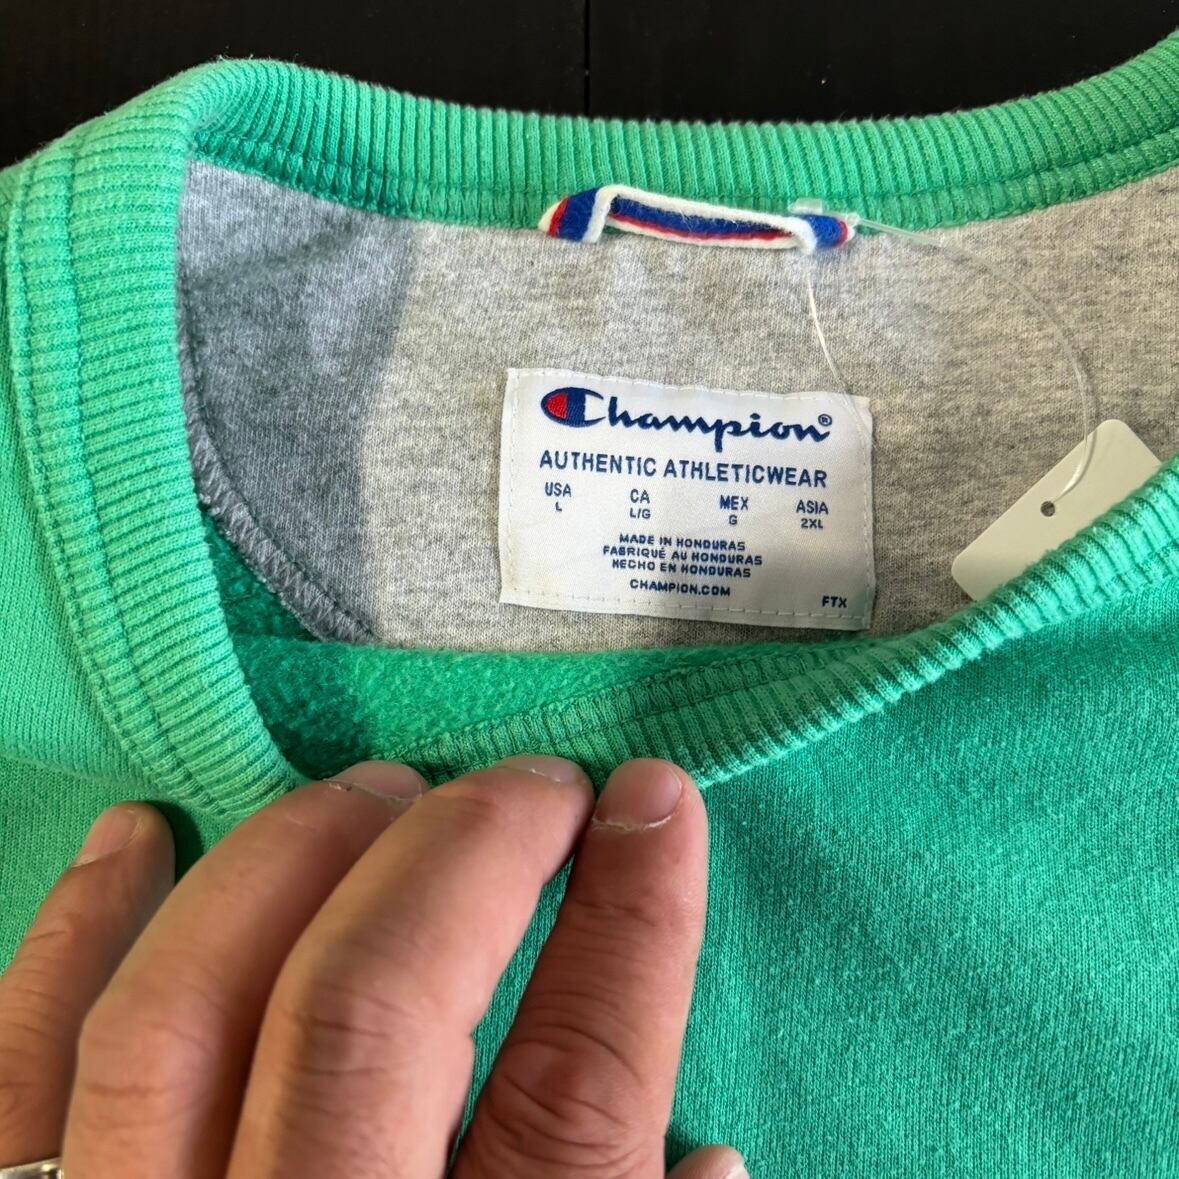 Champion®
AUTHENTIC ATHLETICWEAR
USA CA MEX ASIA
L L/G G 2XL
MADE IN HONDURAS
FABRIQUÉ AU HONDURAS
HECHO EN HONDURAS
CHAMPION.COM
FTX